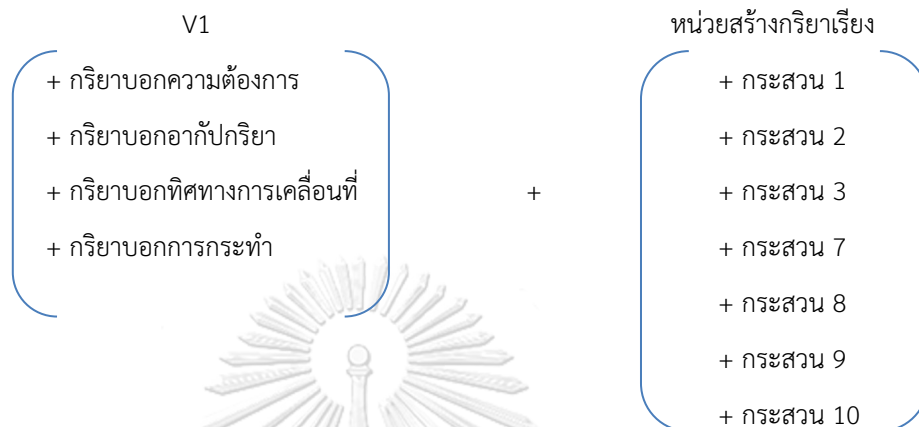 V1 หน่วยสร้างกริยาเรียง
+ กริยาบอกความต้องการ + กระสวน 1
+ กริยาบอกอากัปกริยา + กระสวน 2
+ กริยาบอกทิศทางการเคลื่อนที่ + + กระสวน 3
+ กริยาบอกการกระทำ + กระสวน 7
+ กระสวน 8
+ กระสวน 9
+ กระสวน 10